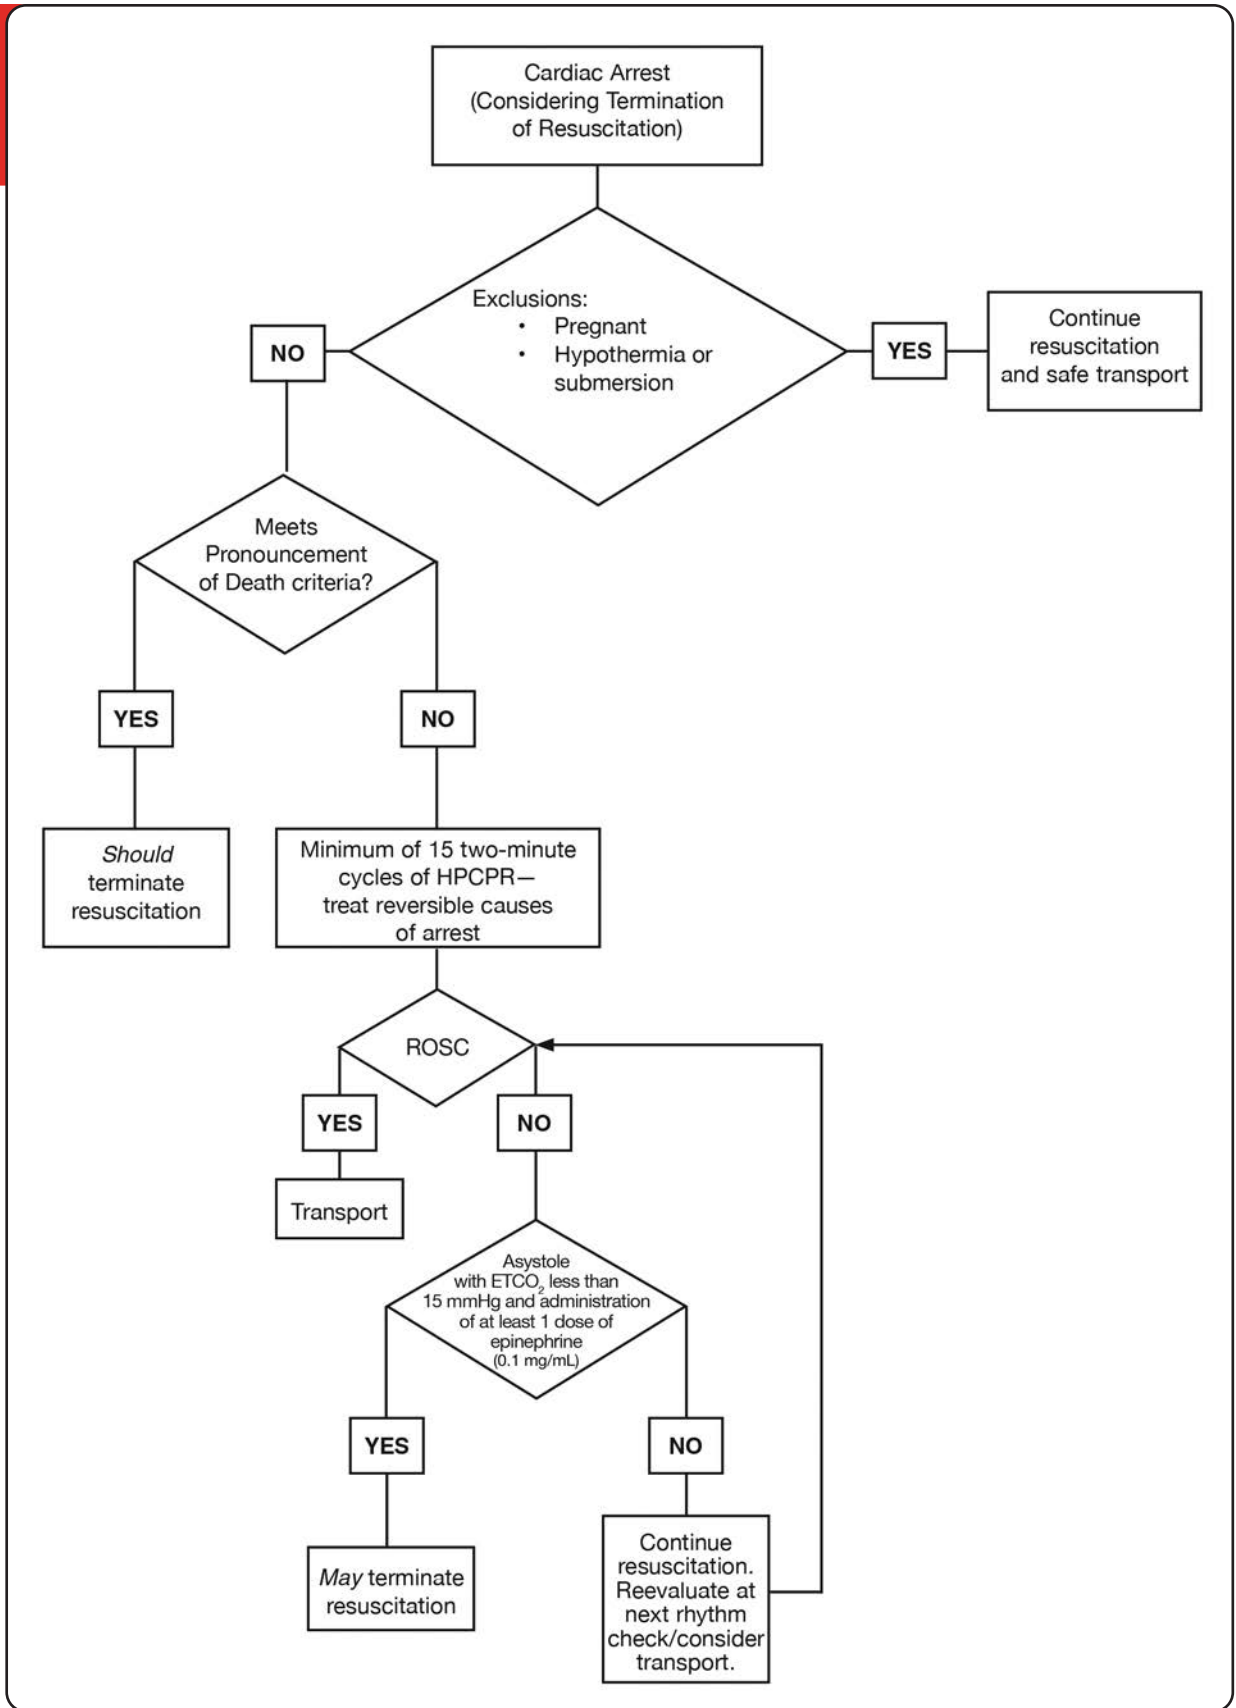 Cardiac Arrest
(Considering Termination
of Resuscitation)
Exclusions:
• Pregnant
• Hypothermia or
submersion
NO
YES
Continue
resuscitation
and safe transport
Meets
Pronouncement
of Death criteria?
YES
NO
Should
terminate
resuscitation
Minimum of 15 two-minute
cycles of HPCPR—
treat reversible causes
of arrest
ROSC
YES
NO
Transport
Asystole
with ETCO₂ less than
15 mmHg and administration
of at least 1 dose of
epinephrine
(0.1 mg/mL)
YES
NO
May terminate
resuscitation
Continue
resuscitation.
Reevaluate at
next rhythm
check/consider
transport.